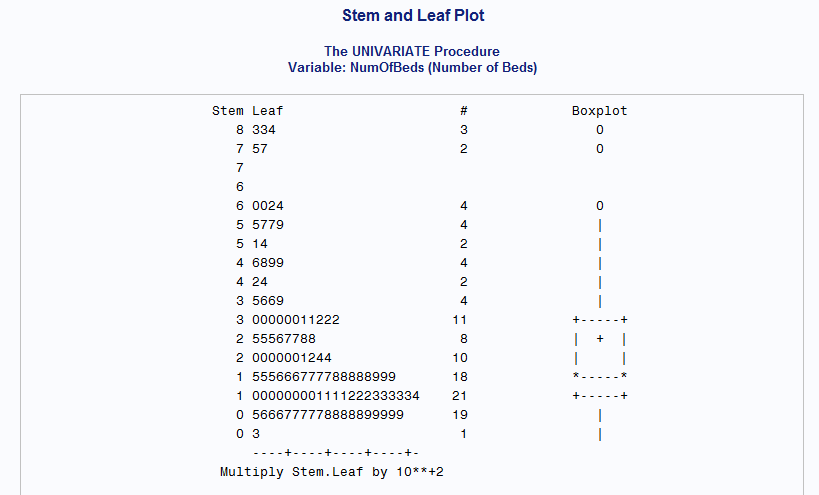 Stem and Leaf Plot
The UNIVARIATE Procedure
Variable: NumOfBeds (Number of Beds)
Stem Leaf # Boxplot
8 334 3 0
7 57 2 0
7
6
6 0024 4 0
5 5779 4 |
5 14 2 |
4 6899 4 |
4 24 2 |
3 5669 4 |
3 00000011222 11 +-----+
2 55567788 8 | + |
2 0000001244 10 | |
1 555666777788888999 18 *-----*
1 000000001111222333334 21 +-----+
0 5666777778888899999 19 |
0 3 1 |
----+----+----+----+-
Multiply Stem.Leaf by 10**+2